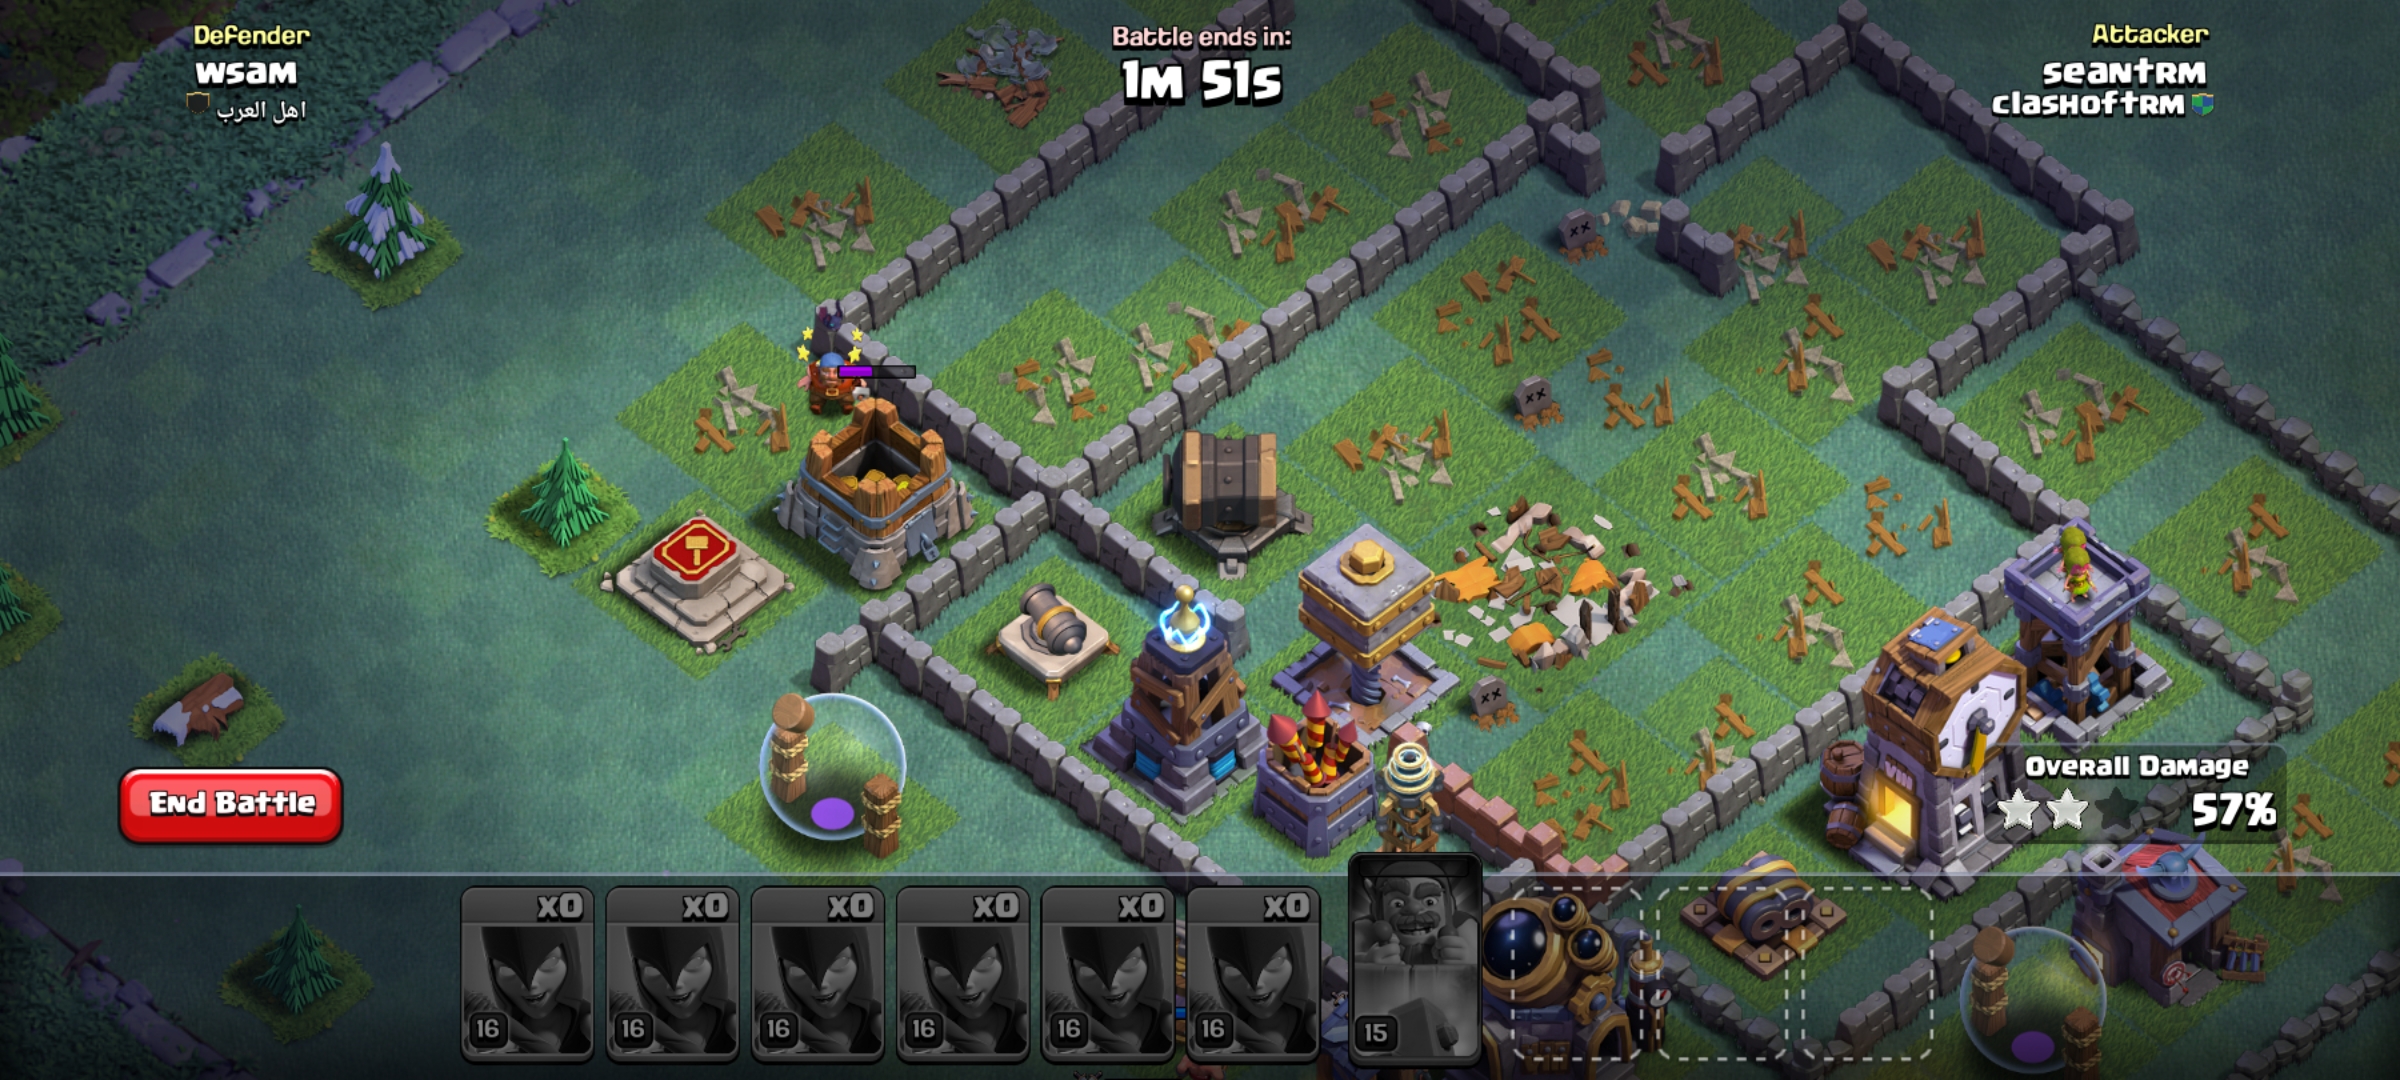 Defender
wsam
اهل العرب
Battle ends in:
1M 51s
Attacker
seantRM
clashoftRM
End Battle
Overall Damage
57%
x0
x0
x0
x0
x0
x0
16
16
16
16
16
16
15
VIII